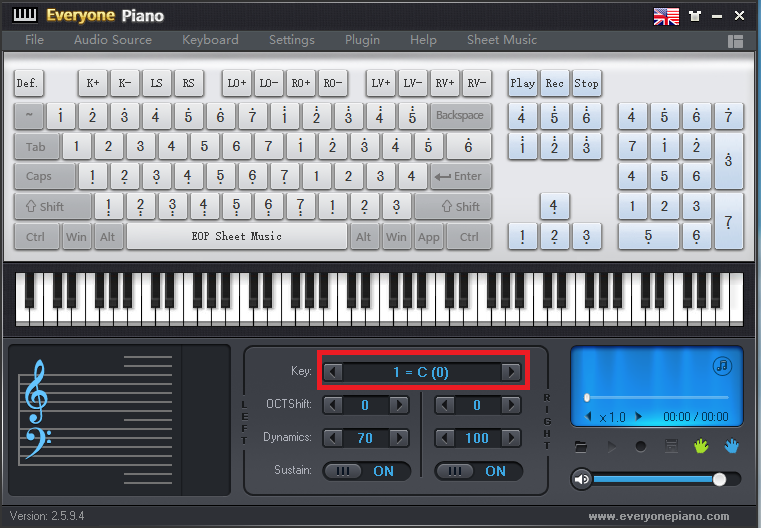 Everyone Piano
File Audio Source Keyboard Settings Plugin Help Sheet Music
Def. K+ K- LS RS LO+ LO- RO+ RO- LV+ LV- RV+ RV- Play Rec Stop
~ 1 2 3 4 5 6 7 1 2 3 4 5 Backspace 4 5 6 4 5 6 7
Tab 1 2 3 4 5 6 7 1 2 3 4 5 6 1 2 3 7 1 2 3
Caps 1 2 3 4 5 6 7 1 2 3 4 Enter 4 5 6
Shift 1 2 3 4 5 6 7 1 2 3 Shift 4 1 2 3 7
Ctrl Win Alt EOP Sheet Music Alt Win App Ctrl 1 2 3 5 6
Key: 1 = C (0)
OCTShift: 0 0
Dynamics: 70 100
Sustain: ON ON
LEFT
RIGHT
x 1.0 00:00 / 00:00
Version: 2.5.9.4 www.everyonepiano.com